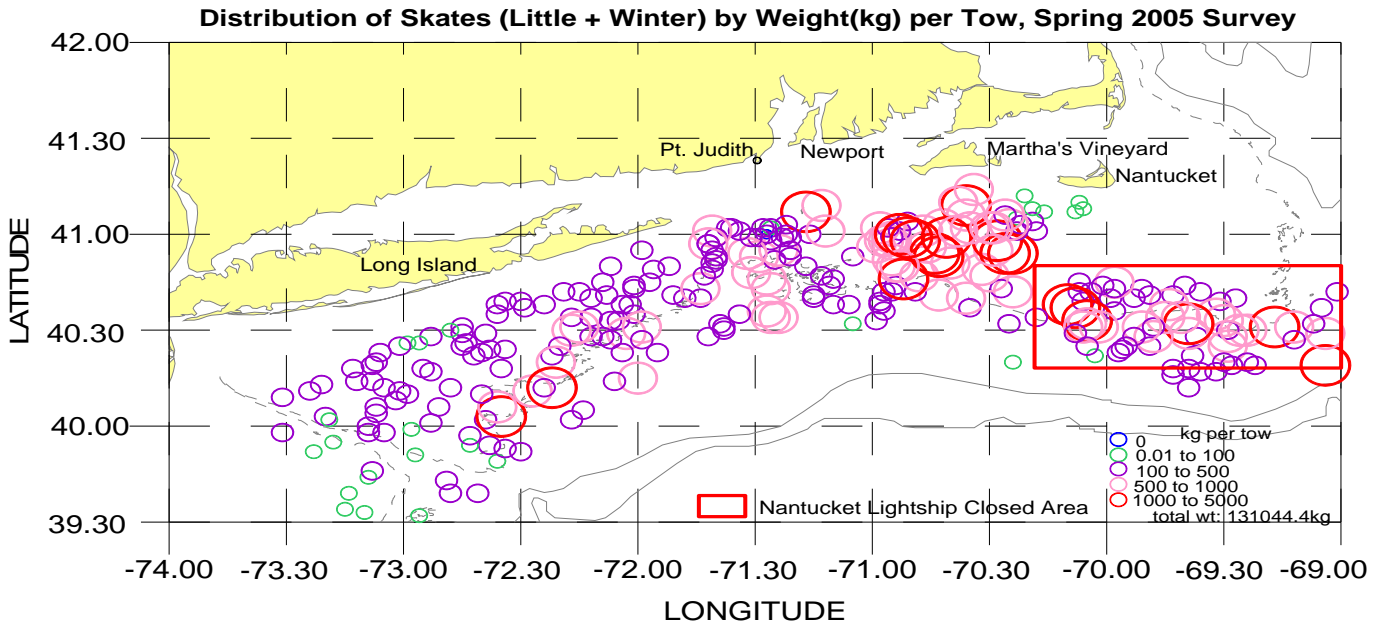 Distribution of Skates (Little + Winter) by Weight(kg) per Tow, Spring 2005 Survey
42.00
41.30
41.00
40.30
40.00
39.30
LATITUDE
Pt. Judith
Newport
Martha's Vineyard
Nantucket
Long Island
kg per tow
0
0.01 to 100
100 to 500
500 to 1000
1000 to 5000
total wt: 131044.4kg
Nantucket Lightship Closed Area
-74.00 -73.30 -73.00 -72.30 -72.00 -71.30 -71.00 -70.30 -70.00 -69.30 -69.00
LONGITUDE